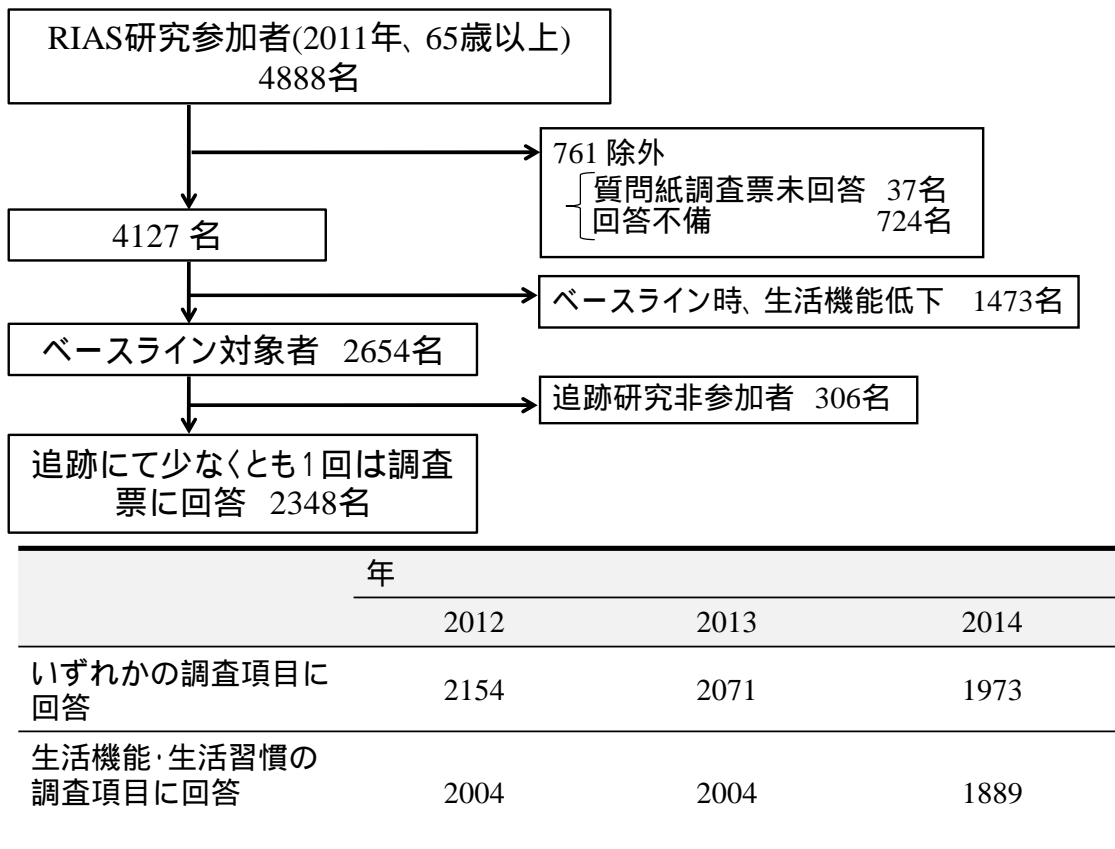 RIAS研究参加者(2011年、65歳以上)
4888名
761 除外
質問紙調査票未回答 37名
回答不備 724名
4127 名
ベースライン時、生活機能低下 1473名
ベースライン対象者 2654名
追跡研究非参加者 306名
追跡にて少なくとも1回は調査
票に回答 2348名
年
2012 2013 2014
いずれかの調査項目に
回答 2154 2071 1973
生活機能・生活習慣の
調査項目に回答 2004 2004 1889